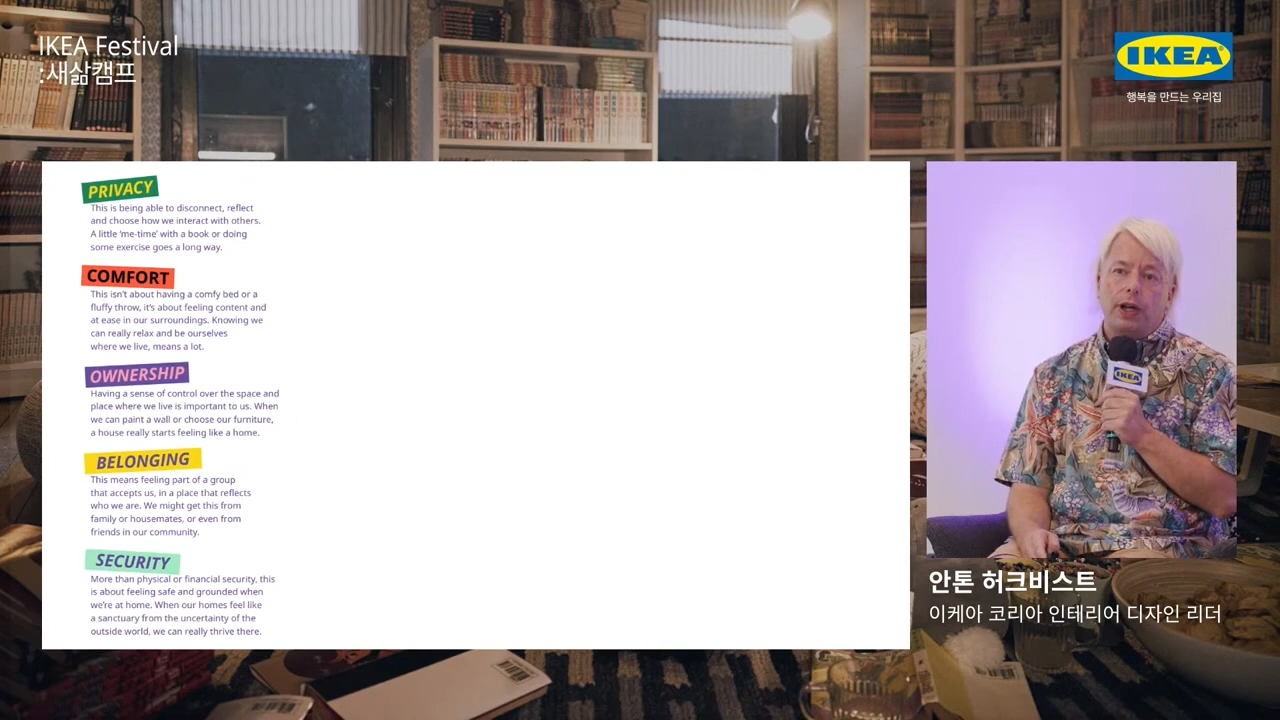 IKEA Festival
:새삶캠프
IKEA
행복을 만드는 우리집
PRIVACY
This is being able to disconnect, reflect
and choose how we interact with others.
A little ‘me-time’ with a book or doing
some exercise goes a long way.
COMFORT
This isn’t about having a comfy bed or a
fluffy throw, it’s about feeling content and
at ease in our surroundings. Knowing we
can really relax and be ourselves
where we live, means a lot.
OWNERSHIP
Having a sense of control over the space and
place where we live is important to us. When
we can paint a wall or choose our furniture,
a house really starts feeling like a home.
BELONGING
This means feeling part of a group
that accepts us, in a place that reflects
who we are. We might get this from
family or housemates, or even from
friends in our community.
SECURITY
More than physical or financial security, this
is about feeling safe and grounded when
we’re at home. When our homes feel like
a sanctuary from the uncertainty of the
outside world, we can really thrive there.
IKEA
안톤 허크비스트
이케아 코리아 인테리어 디자인 리더